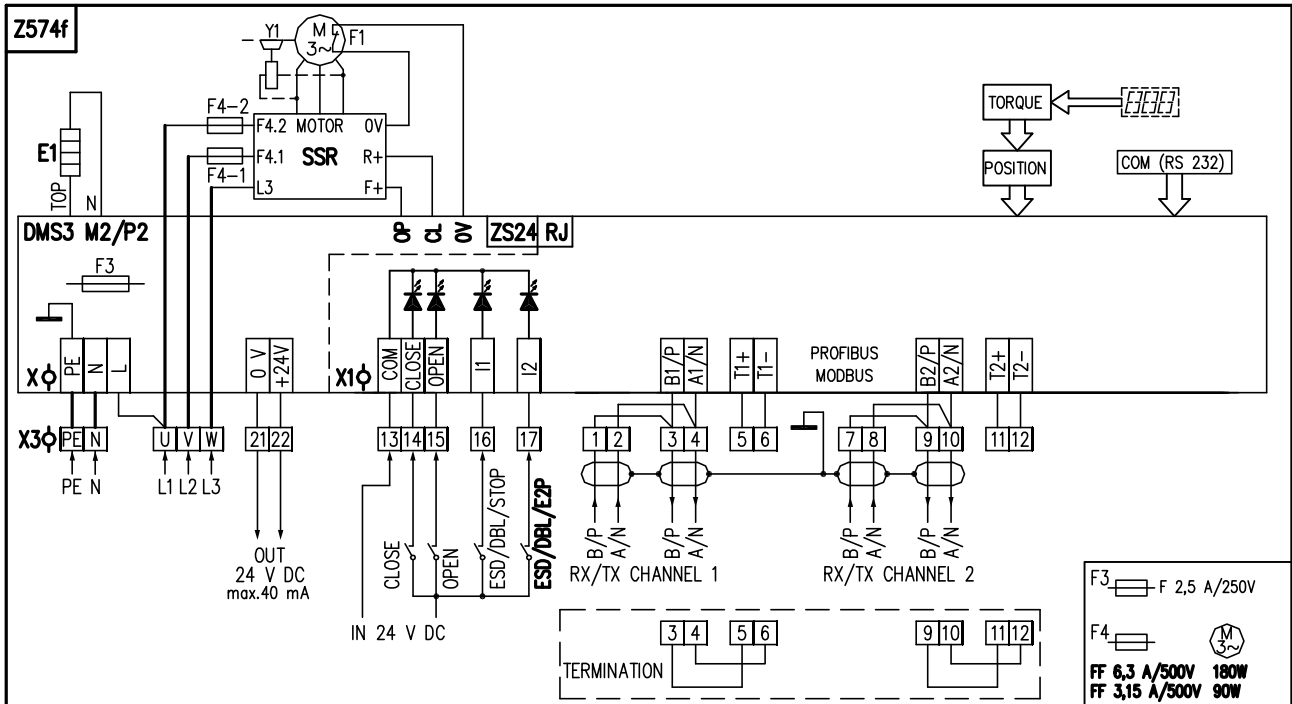 Z574f
Y1
M
3~
F1
F4-2
F4.2 MOTOR 0V
E1
F4.1 SSR R+
F4-1
L3 F+
TOP
N
TORQUE
POSITION
COM (RS 232)
DMS3 M2/P2
OP
CL
0V
ZS24 RJ
F3
X
PE
N
L
0 V
+24V
X1
COM
CLOSE
OPEN
I1
I2
B1/P
A1/N
T1+
T1-
PROFIBUS
MODBUS
B2/P
A2/N
T2+
T2-
X3 PE N U V W 21 22 13 14 15 16 17 1 2 3 4 5 6 7 8 9 10 11 12
PE N L1 L2 L3
OUT
24 V DC
max.40 mA
CLOSE
OPEN
ESD/DBL/STOP
ESD/DBL/E2P
IN 24 V DC
B/P
A/N
B/P
A/N
RX/TX CHANNEL 1
B/P
A/N
B/P
A/N
RX/TX CHANNEL 2
TERMINATION
3 4 5 6 9 10 11 12
F3 F 2,5 A/250V
F4 M
3~
FF 6,3 A/500V 180W
FF 3,15 A/500V 90W